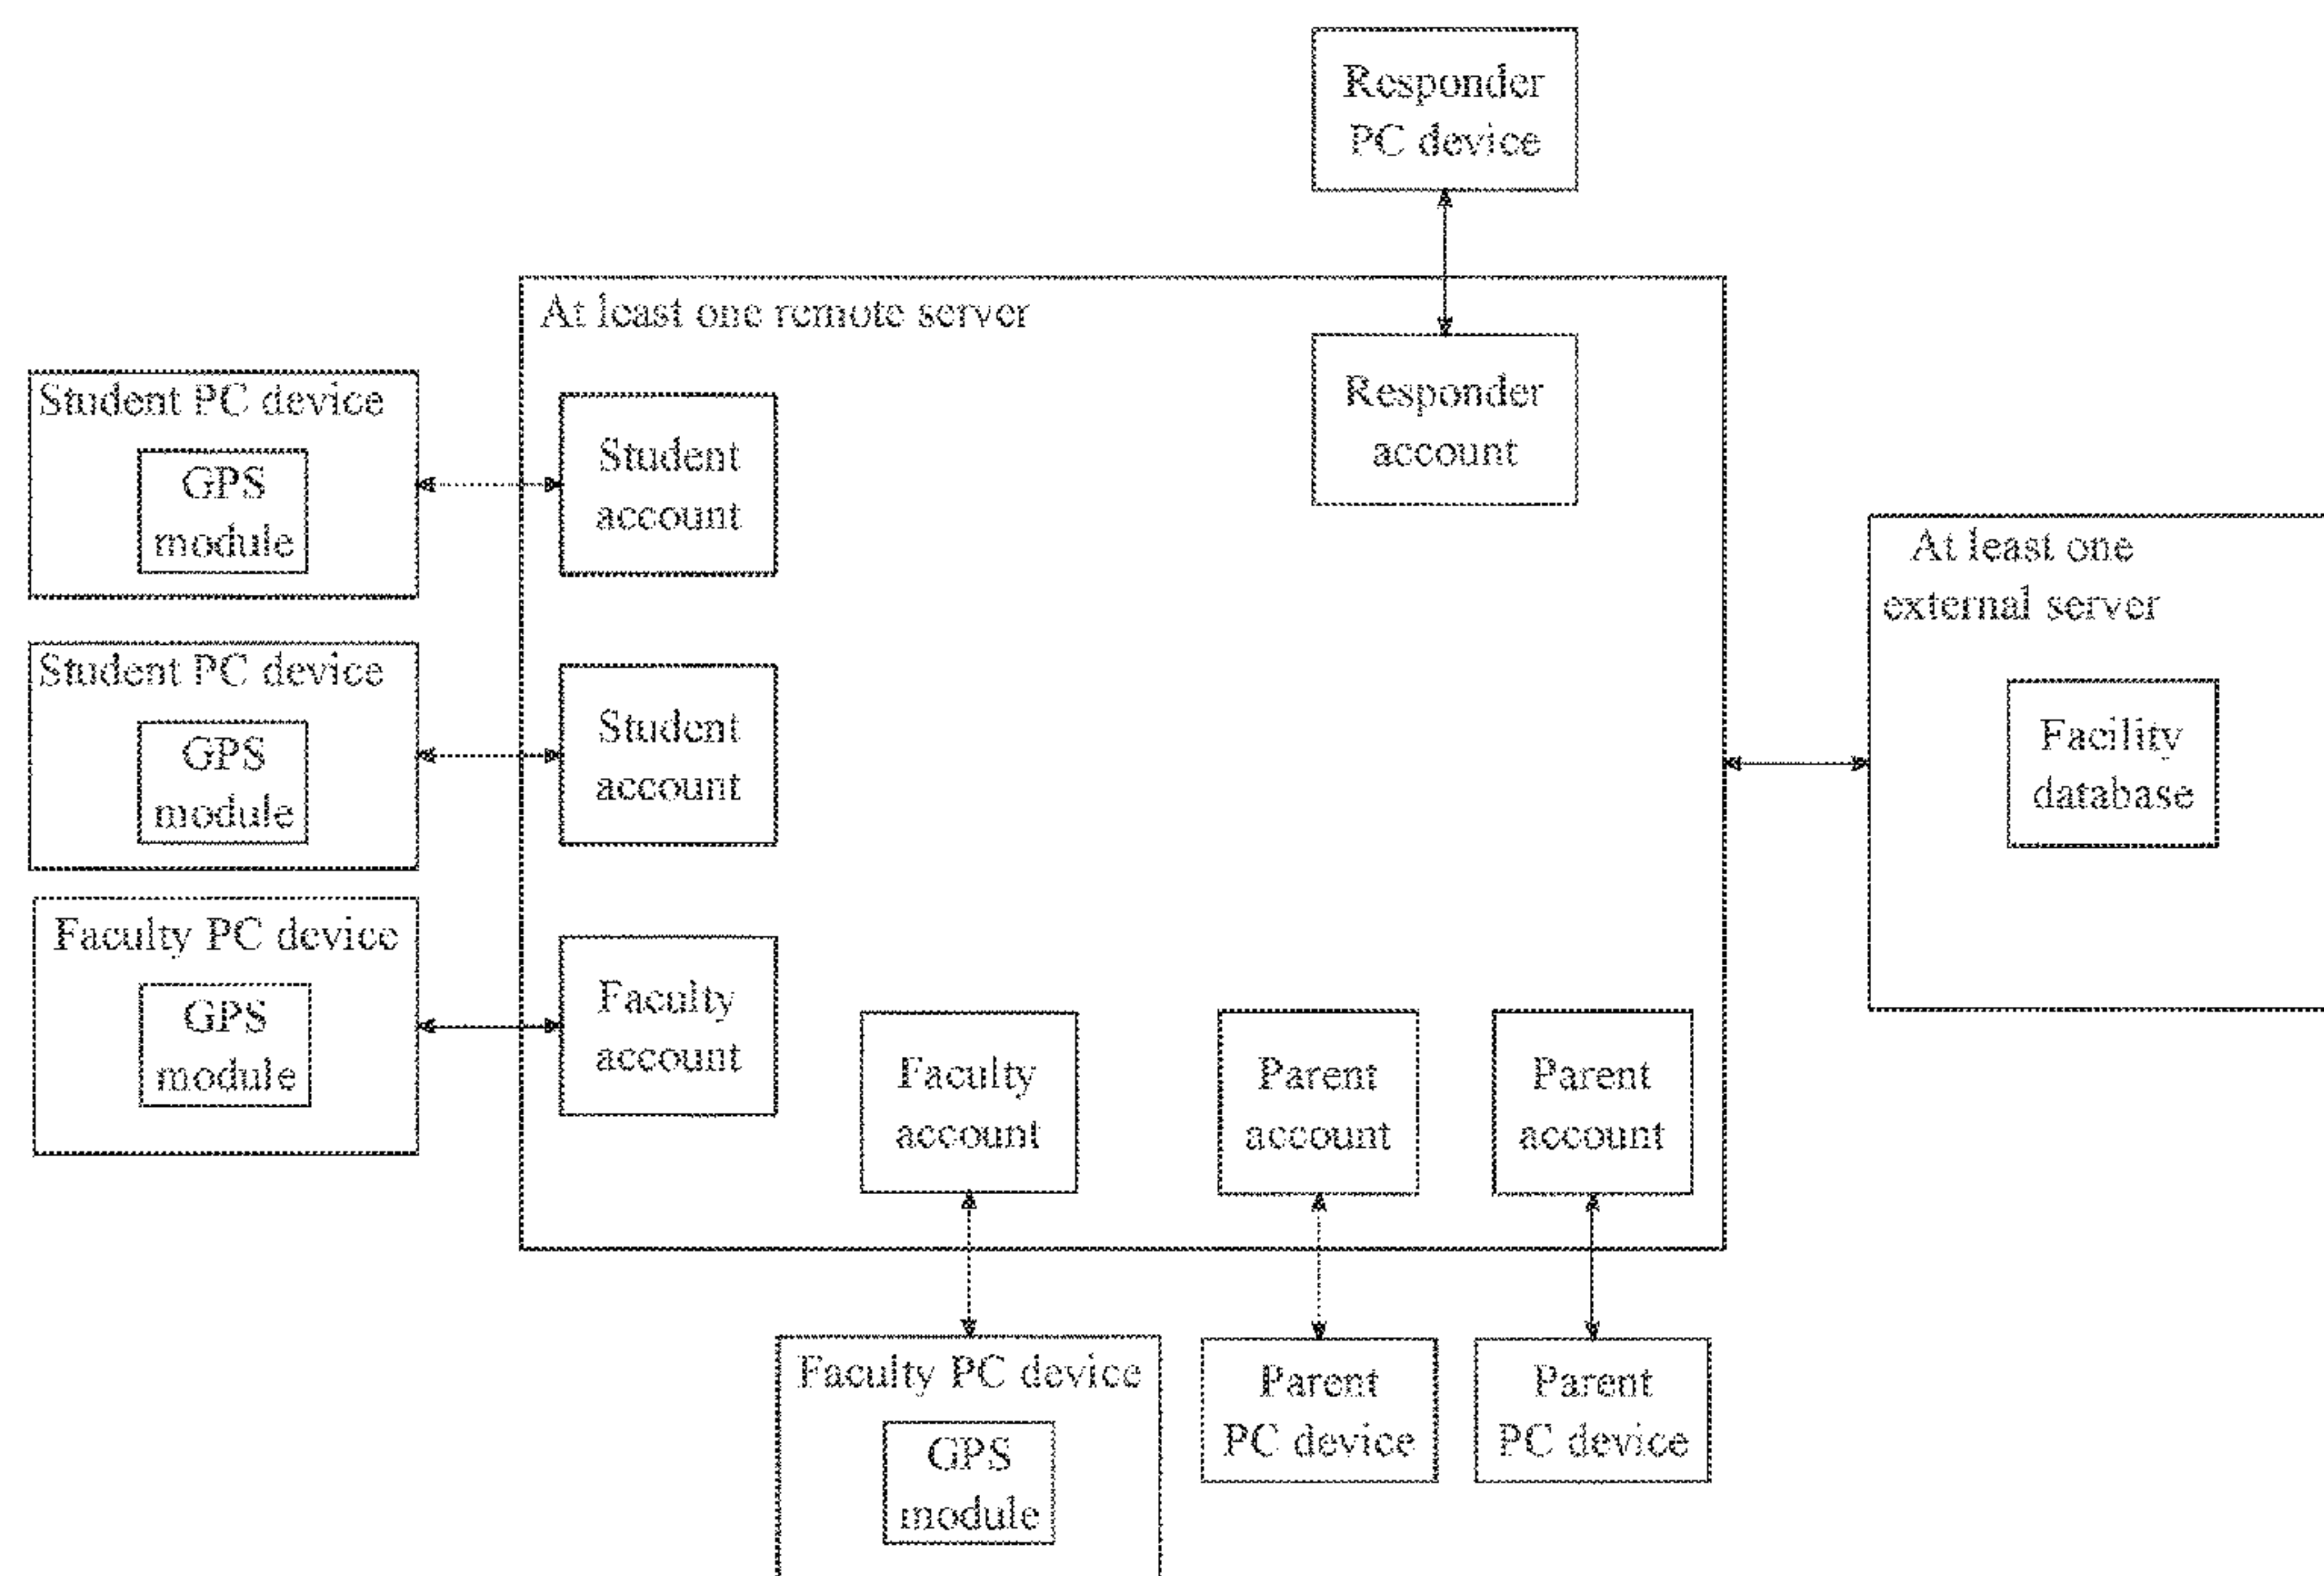 Responder
PC device
At least one remote server
Responder
account
Student PC device
GPS
module
Student
account
At least one
external server
Facility
database
Student PC device
GPS
module
Student
account
Faculty PC device
GPS
module
Faculty
account
Faculty
account
Parent
account
Parent
account
Faculty PC device
GPS
module
Parent
PC device
Parent
PC device